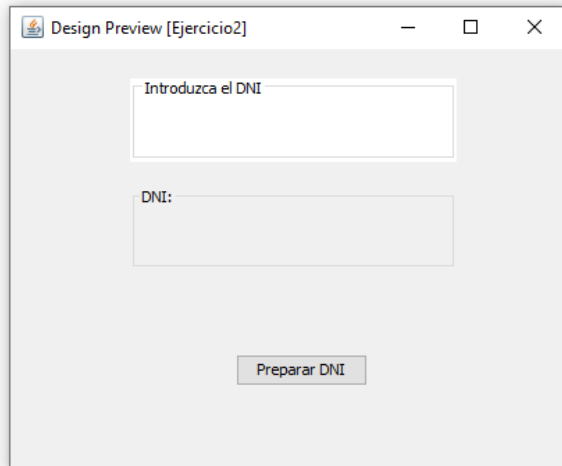 Design Preview [Ejercicio2]
Introduzca el DNI
DNI:
Preparar DNI